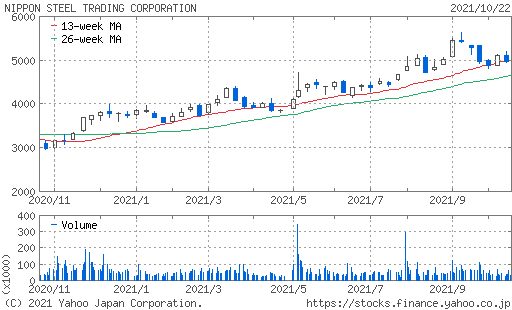 NIPPON STEEL TRADING CORPORATION 2021/10/22
6000
13-week MA
26-week MA
5000
4000
3000
2000
2020/11 2021/1 2021/3 2021/5 2021/7 2021/9
400
Volume
300
200
100
0
(x1000)
2020/11 2021/1 2021/3 2021/5 2021/7 2021/9
(C) 2021 Yahoo Japan Corporation. https://stocks.finance.yahoo.co.jp/